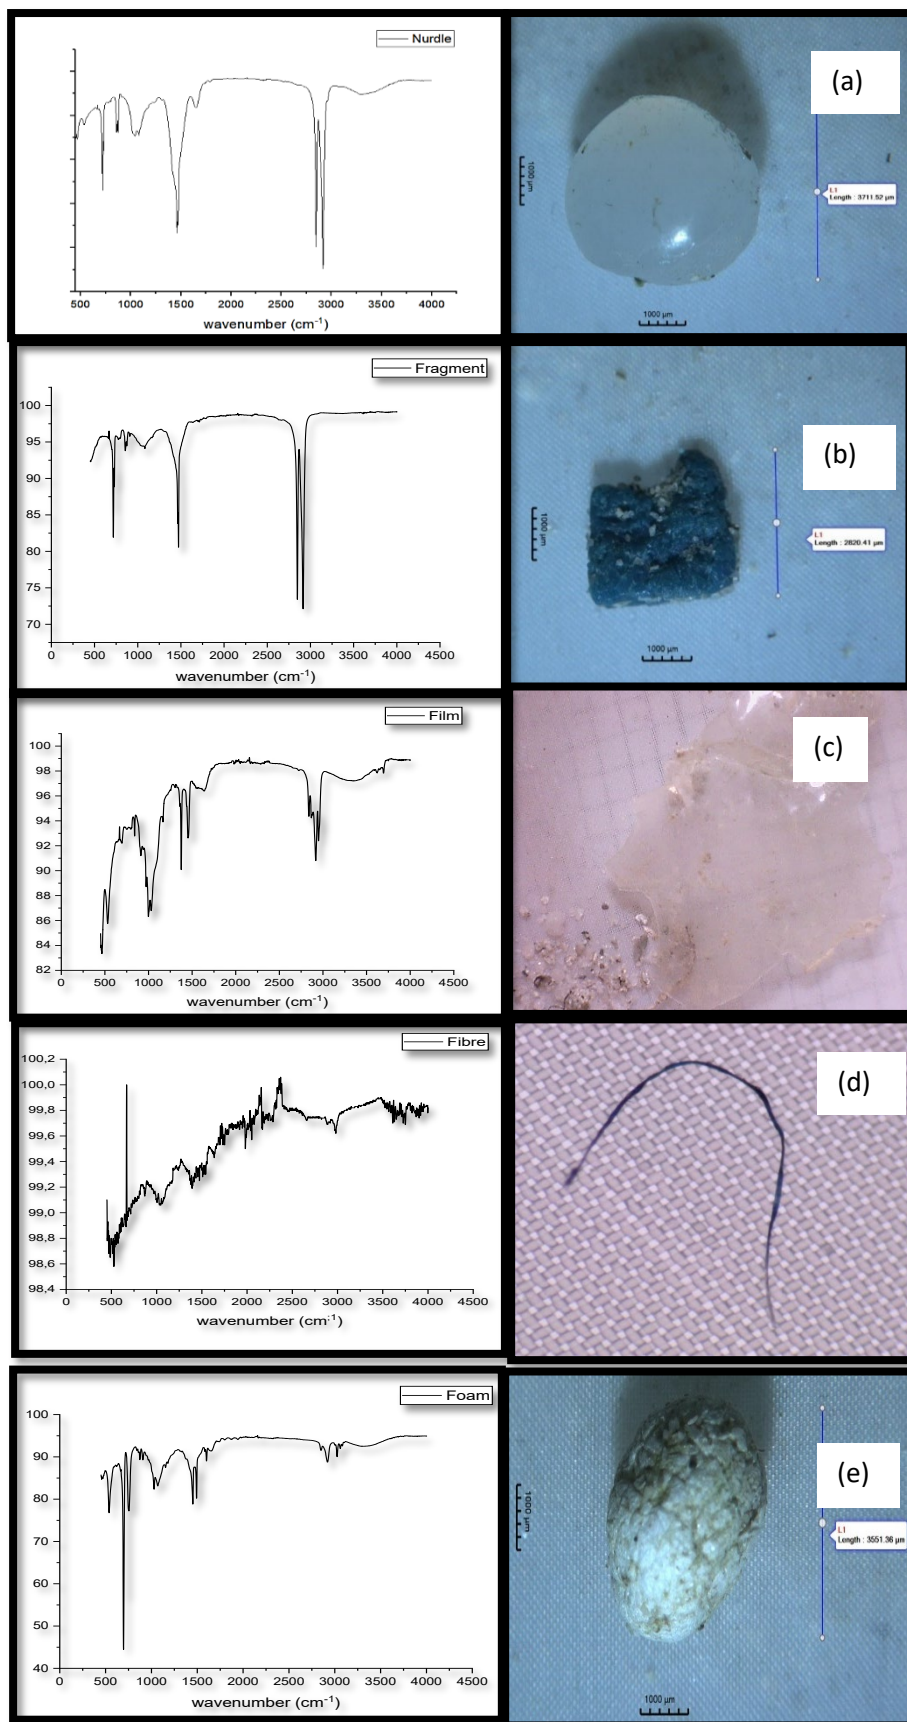 Nurdle
500 1000 1500 2000 2500 3000 3500 4000
wavenumber (cm-1)
(a)
1000 µm
L1
Length : 3711.52 µm
1000 µm
Fragment
100
95
90
85
80
75
70
0 500 1000 1500 2000 2500 3000 3500 4000 4500
wavenumber (cm-1)
(b)
1000 µm
L1
Length : 2820.41 µm
1000 µm
Film
100
98
96
94
92
90
88
86
84
82
0 500 1000 1500 2000 2500 3000 3500 4000 4500
wavenumber (cm-1)
(c)
Fibre
100,2
100,0
99,8
99,6
99,4
99,2
99,0
98,8
98,6
98,4
0 500 1000 1500 2000 2500 3000 3500 4000 4500
wavenumber (cm-1)
(d)
Foam
100
90
80
70
60
50
40
0 500 1000 1500 2000 2500 3000 3500 4000 4500
wavenumber (cm-1)
(e)
1000 µm
L1
Length : 3551.36 µm
1000 µm